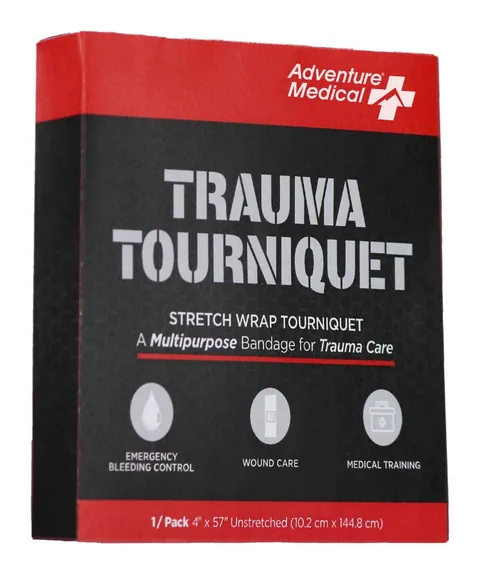 Adventure®
Medical
TRAUMA
TOURNIQUET
STRETCH WRAP TOURNIQUET
A Multipurpose Bandage for Trauma Care
EMERGENCY
BLEEDING CONTROL
WOUND CARE
MEDICAL TRAINING
1/Pack 4" x 57" Unstretched (10.2 cm x 144.8 cm)